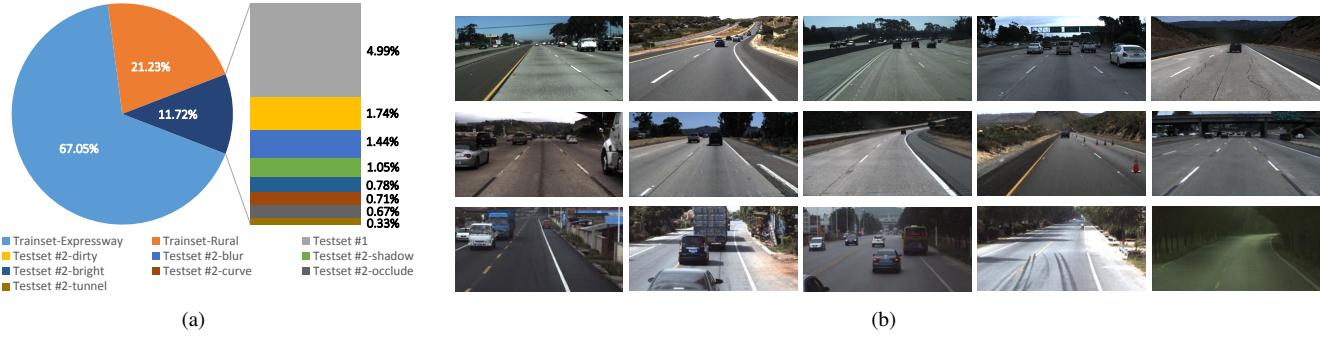 4.99%
21.23%
1.74%
11.72%
1.44%
67.05%
1.05%
0.78%
0.71%
0.67%
0.33%
Trainset-Expressway Trainset-Rural Testset #1
Testset #2-dirty Testset #2-blur Testset #2-shadow
Testset #2-bright Testset #2-curve Testset #2-occlude
Testset #2-tunnel
(a) (b)